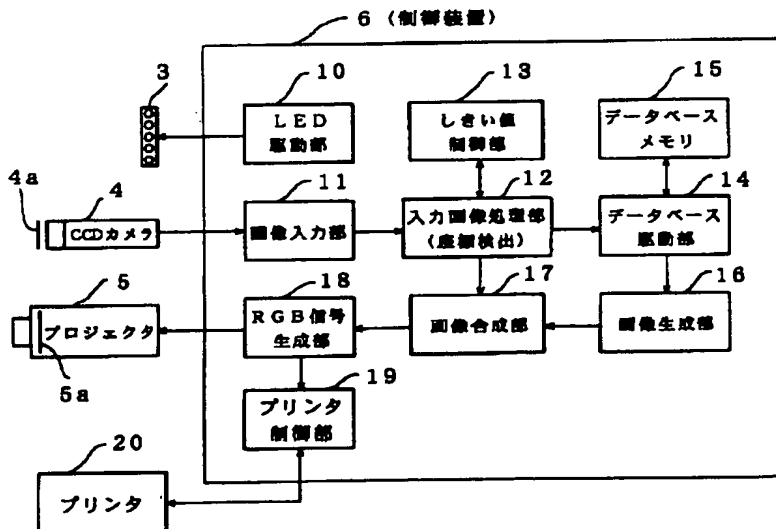 6 (制御装置)
3
10
13
15
LED
駆動部
しきい値
制御部
データベース
メモリ
4a
4
11
12
14
CCDカメラ
画像入力部
入力画像処理部
(座標検出)
データベース
駆動部
5
18
17
16
プロジェクタ
RGB信号
生成部
画像合成部
画像生成部
5a
19
プリンタ
制御部
20
プリンタ